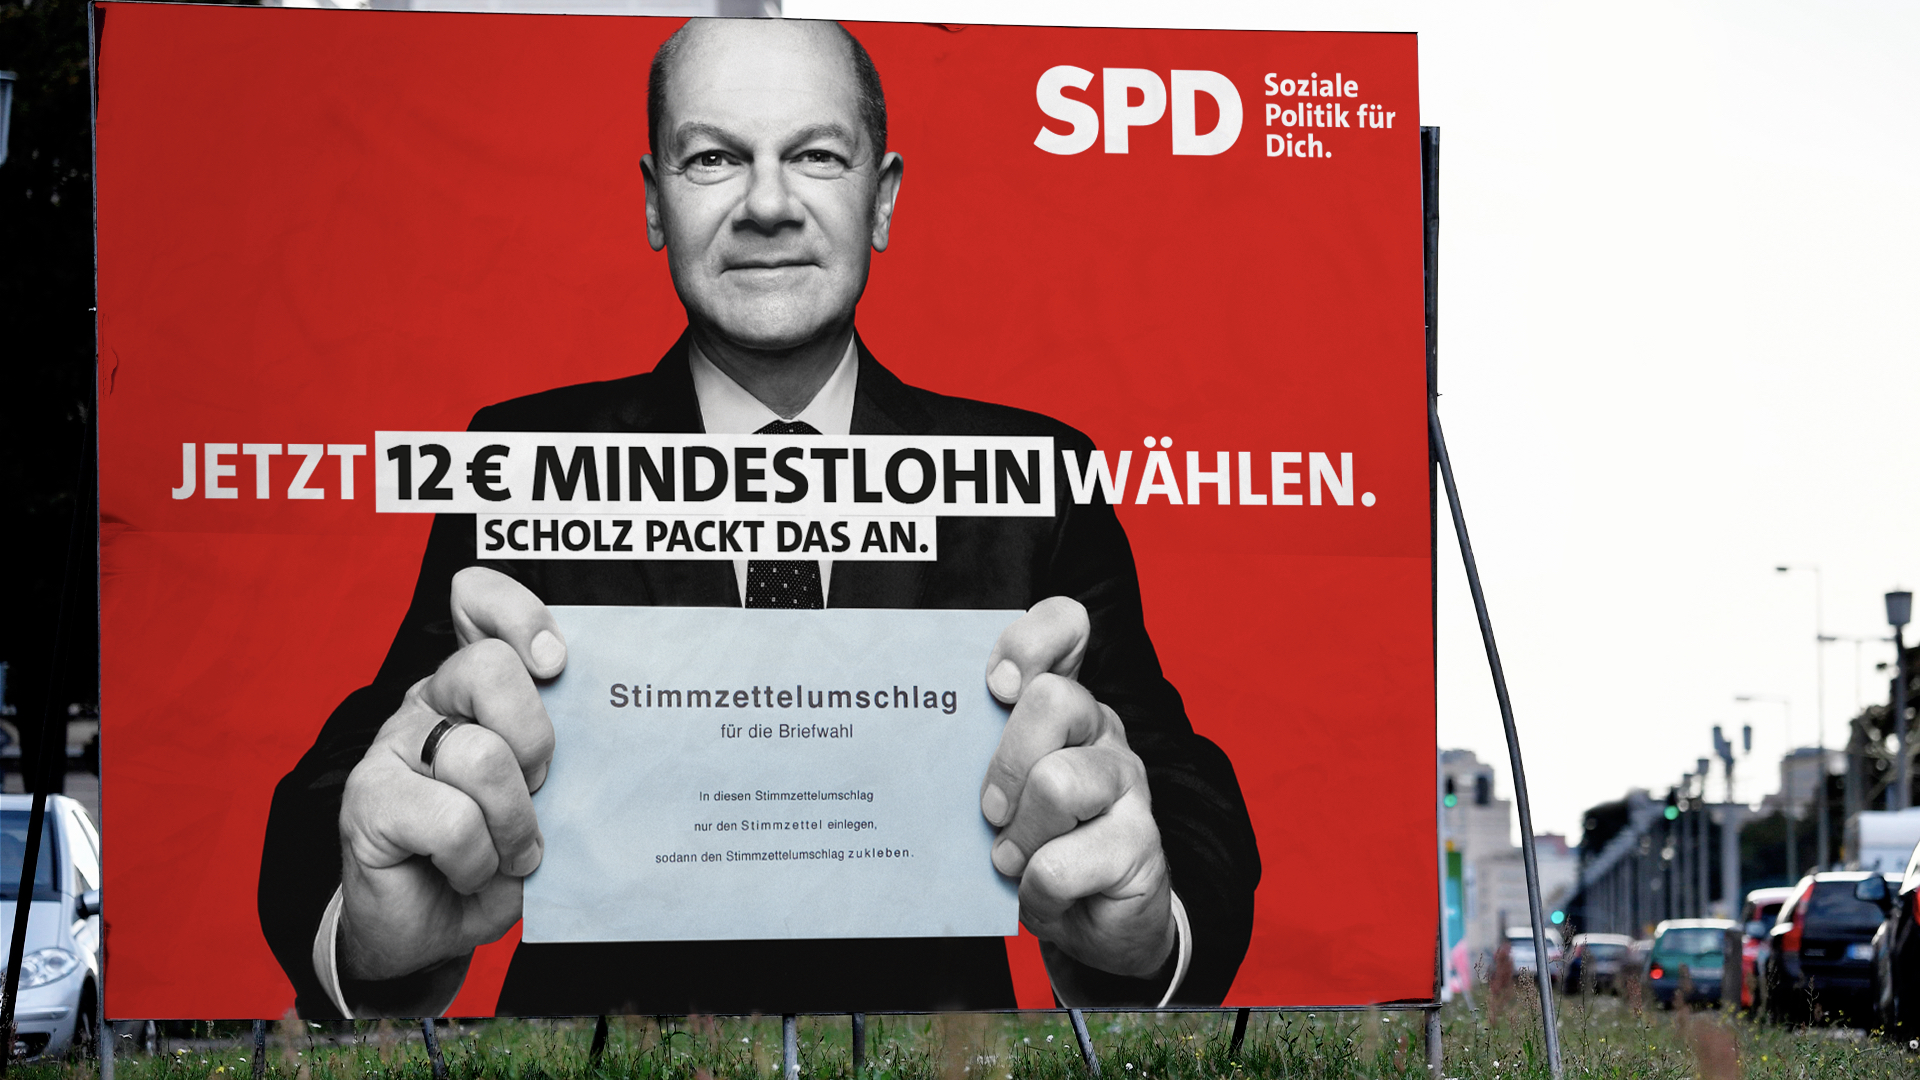 SPD
Soziale
Politik für
Dich.
JETZT 12 € MINDESTLOHN WÄHLEN.
SCHOLZ PACKT DAS AN.
Stimmzettelumschlag
für die Briefwahl
In diesen Stimmzettelumschlag
nur den Stimmzettel einlegen,
sodann den Stimmzettelumschlag zukleben.